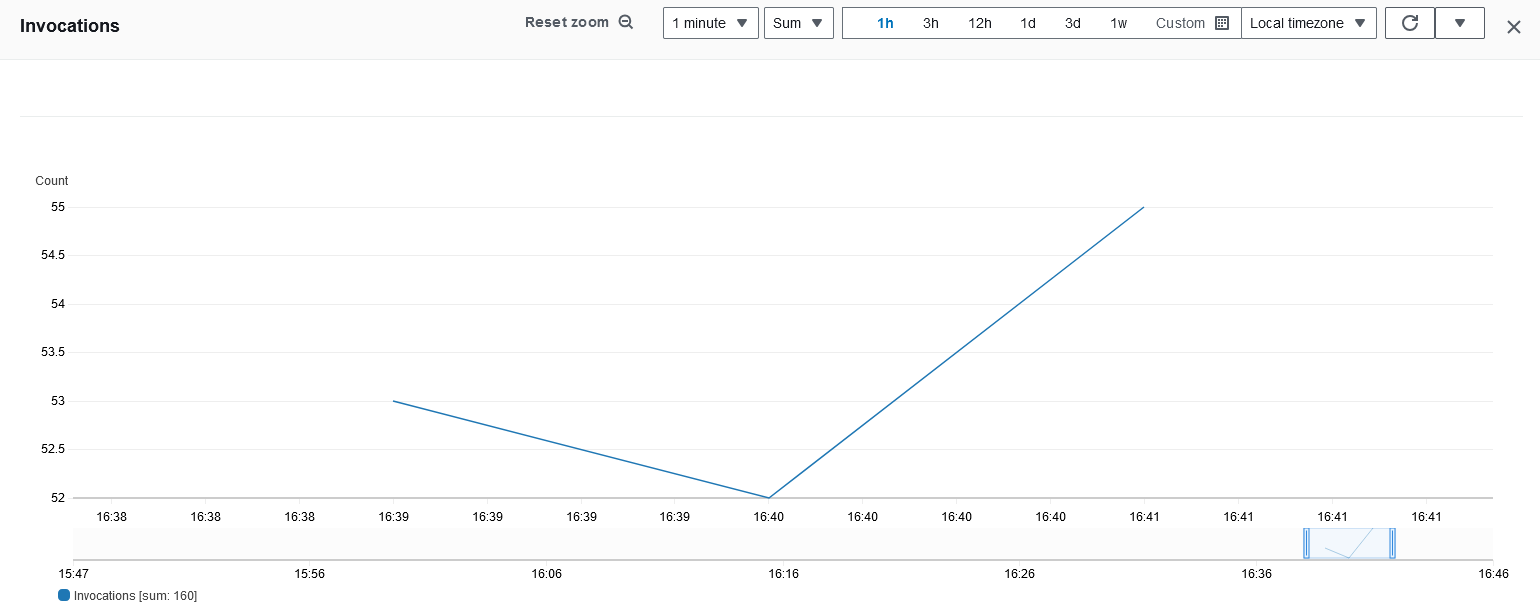 Invocations
Reset zoom
1 minute
Sum
1h 3h 12h 1d 3d 1w Custom
Local timezone
Count
55
54.5
54
53.5
53
52.5
52
16:38 16:38 16:38 16:39 16:39 16:39 16:39 16:40 16:40 16:40 16:40 16:41 16:41 16:41 16:41
15:47 15:56 16:06 16:16 16:26 16:36 16:46
Invocations [sum: 160]